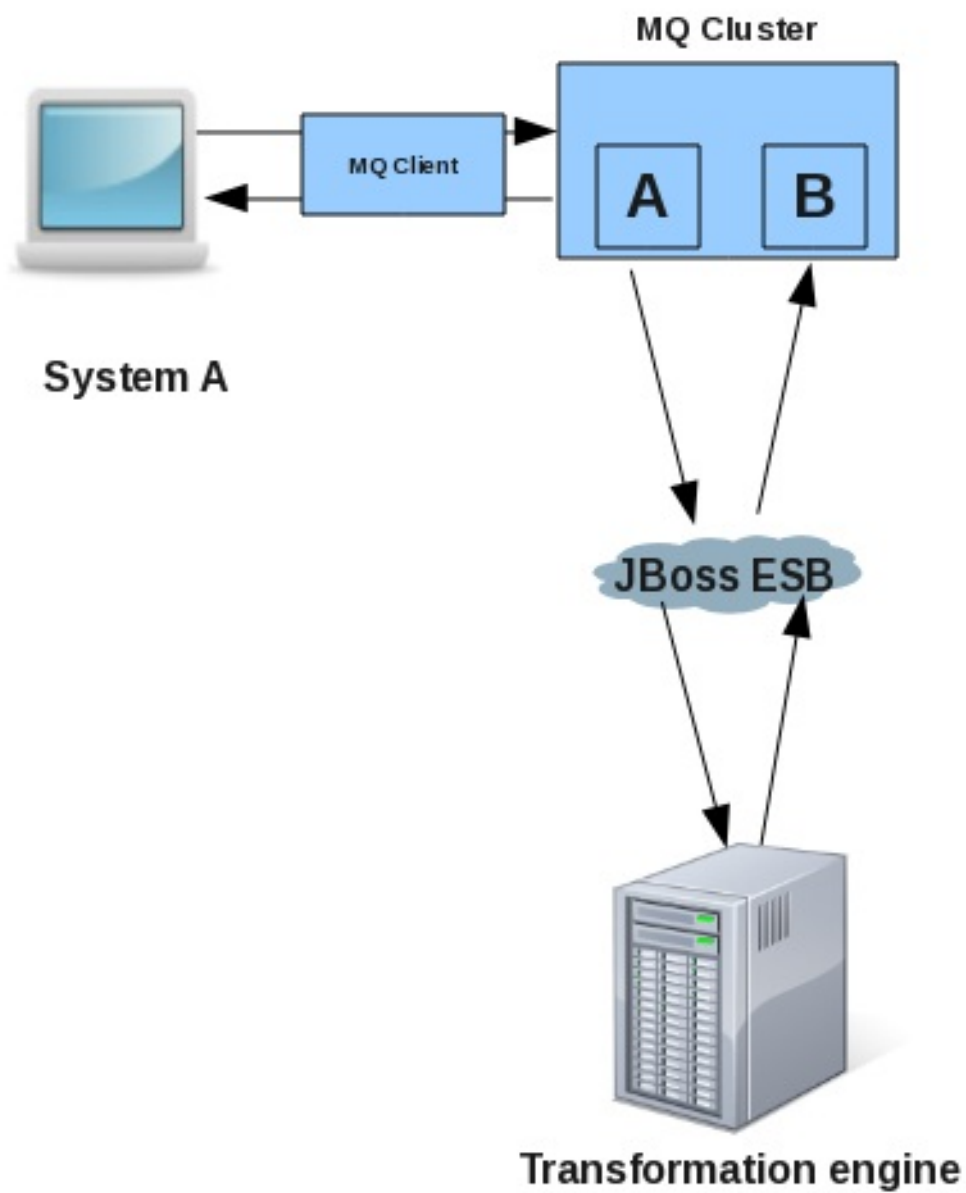 MQ Cluster
MQ Client
A
B
System A
JBoss ESB
Transformation engine